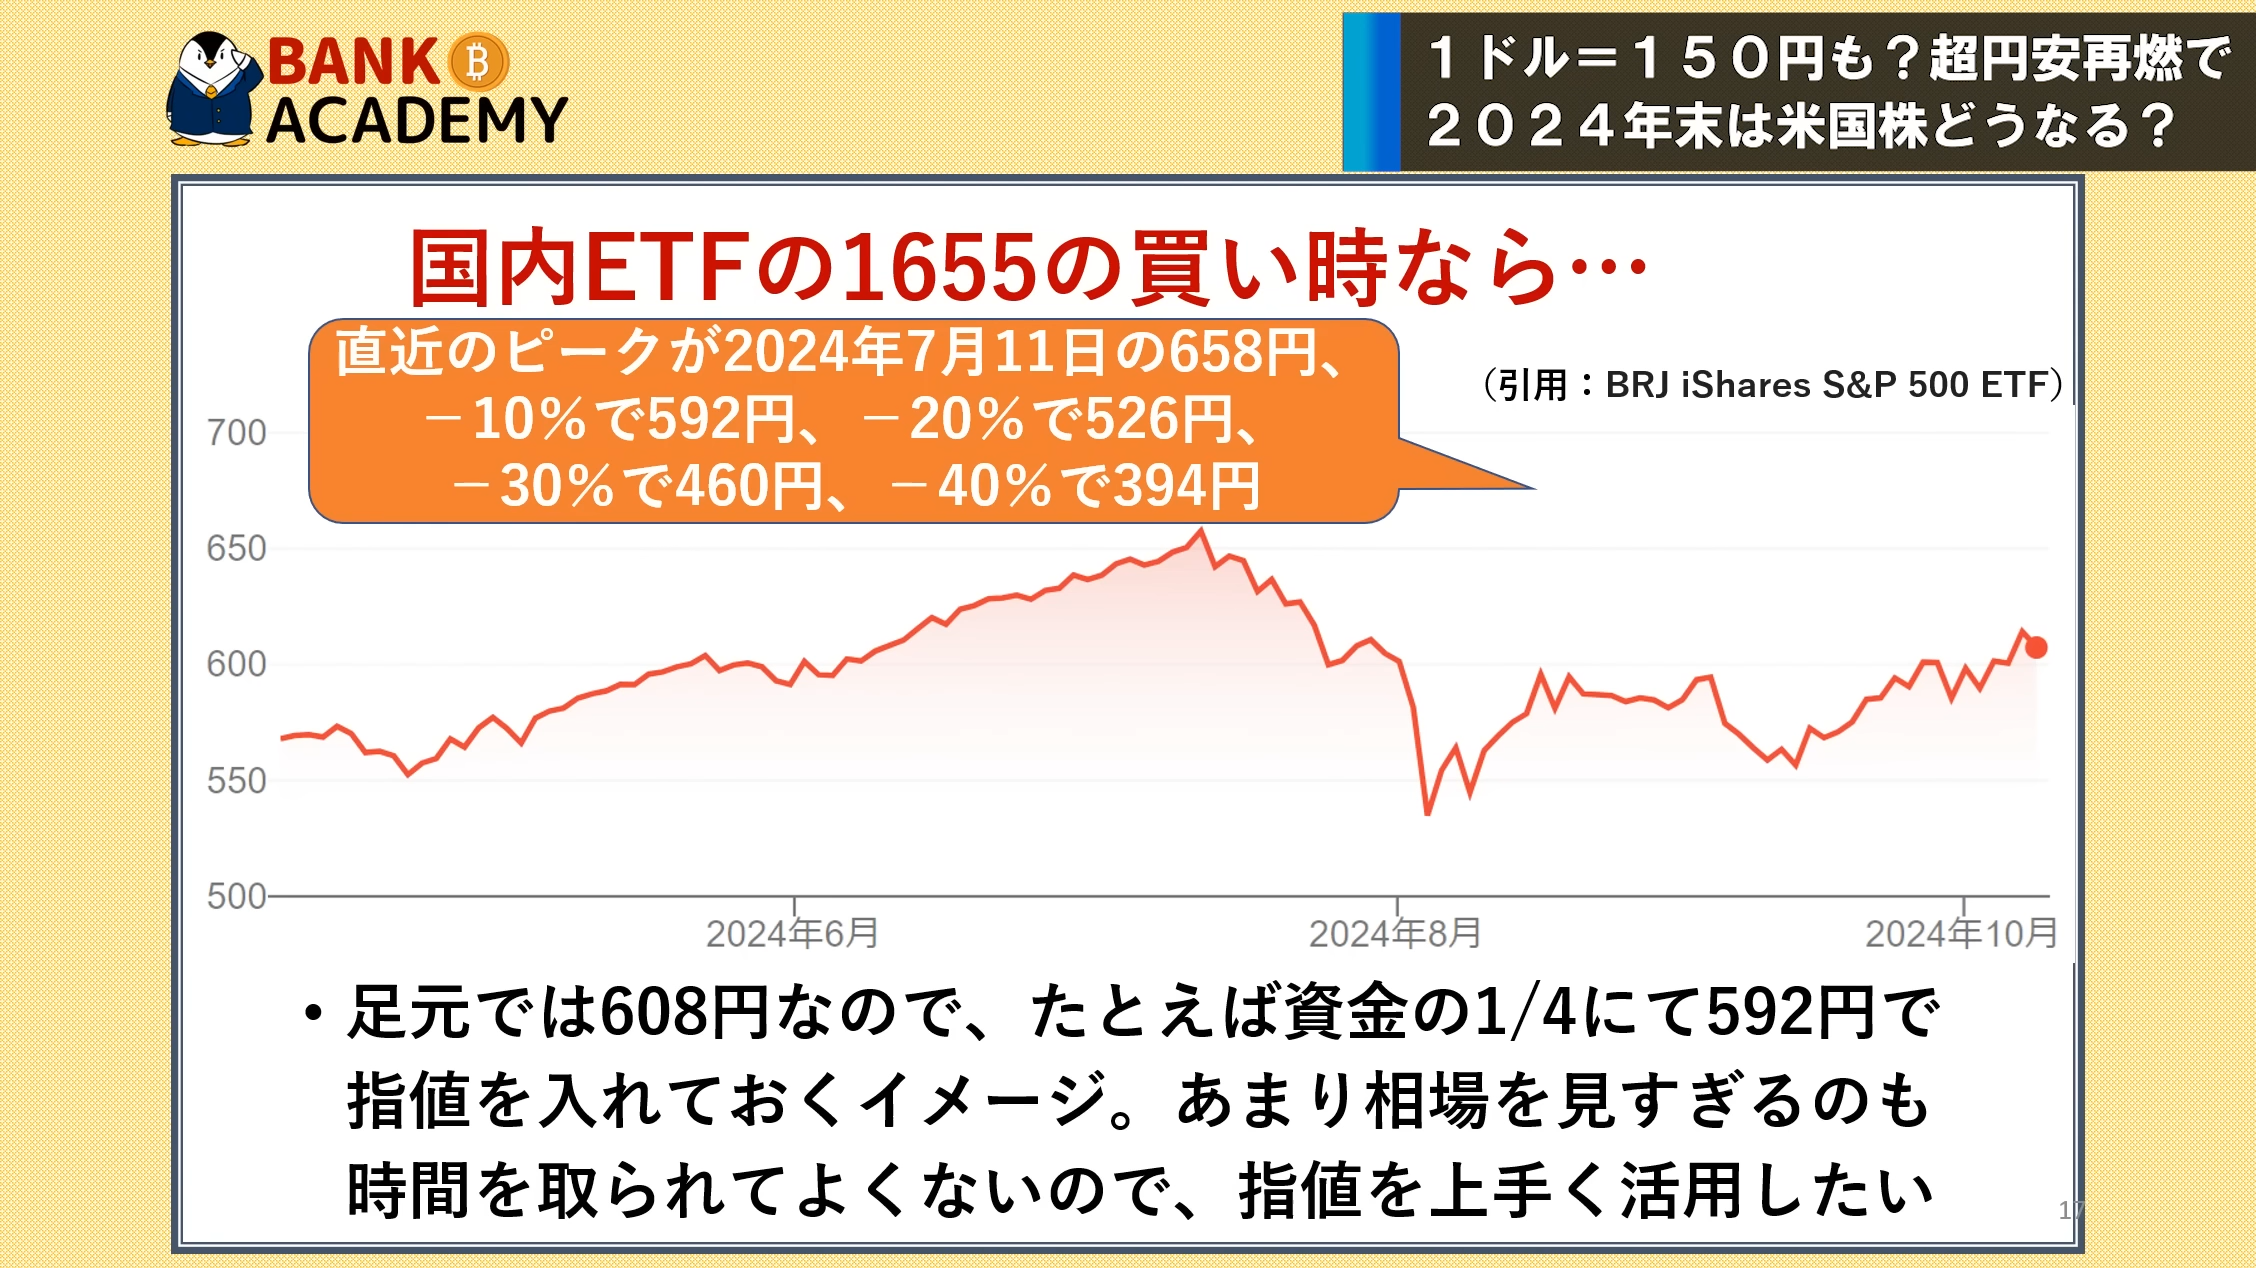 BANK
ACADEMY
１ドル＝１５０円も？超円安再燃で
２０２４年末は米国株どうなる？
国内ETFの1655の買い時なら…
直近のピークが2024年7月11日の658円、
－10％で592円、－20％で526円、
－30％で460円、－40％で394円
（引用：BRJ iShares S&P 500 ETF）
700
650
600
550
500
2024年6月
2024年8月
2024年10月
・足元では608円なので、たとえば資金の1/4にて592円で
指値を入れておくイメージ。あまり相場を見すぎるのも
時間を取られてよくないので、指値を上手く活用したい
17